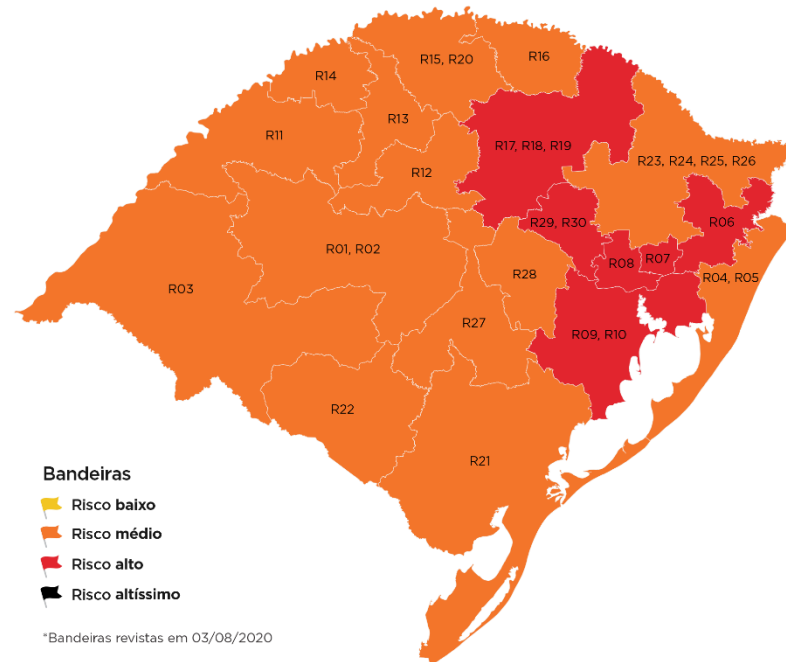 R16
R15, R20
R14
R13
R11
R17, R18, R19
R23, R24, R25, R26
R12
R29, R30
R06
R01, R02
R08
R07
R28
R04, R05
R03
R27
R09, R10
R22
R21
Bandeiras
Risco baixo
Risco médio
Risco alto
Risco altíssimo
*Bandeiras revistas em 03/08/2020